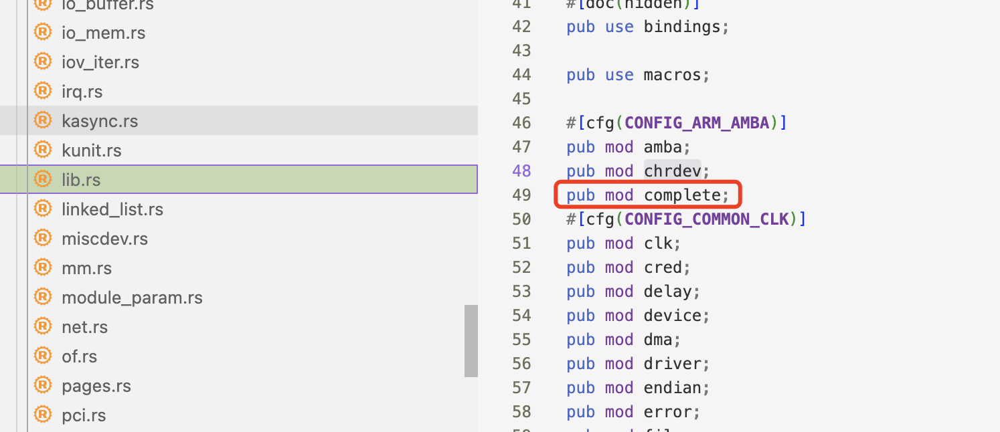 io_buffer.rs
io_mem.rs
iov_iter.rs
irq.rs
kasync.rs
kunit.rs
lib.rs
linked_list.rs
miscdev.rs
mm.rs
module_param.rs
net.rs
of.rs
pages.rs
pci.rs
41 #[doc(hidden)]
42 pub use bindings;
43
44 pub use macros;
45
46 #[cfg(CONFIG_ARM_AMBA)]
47 pub mod amba;
48 pub mod chrdev;
49 pub mod complete;
50 #[cfg(CONFIG_COMMON_CLK)]
51 pub mod clk;
52 pub mod cred;
53 pub mod delay;
54 pub mod device;
55 pub mod dma;
56 pub mod driver;
57 pub mod endian;
58 pub mod error;